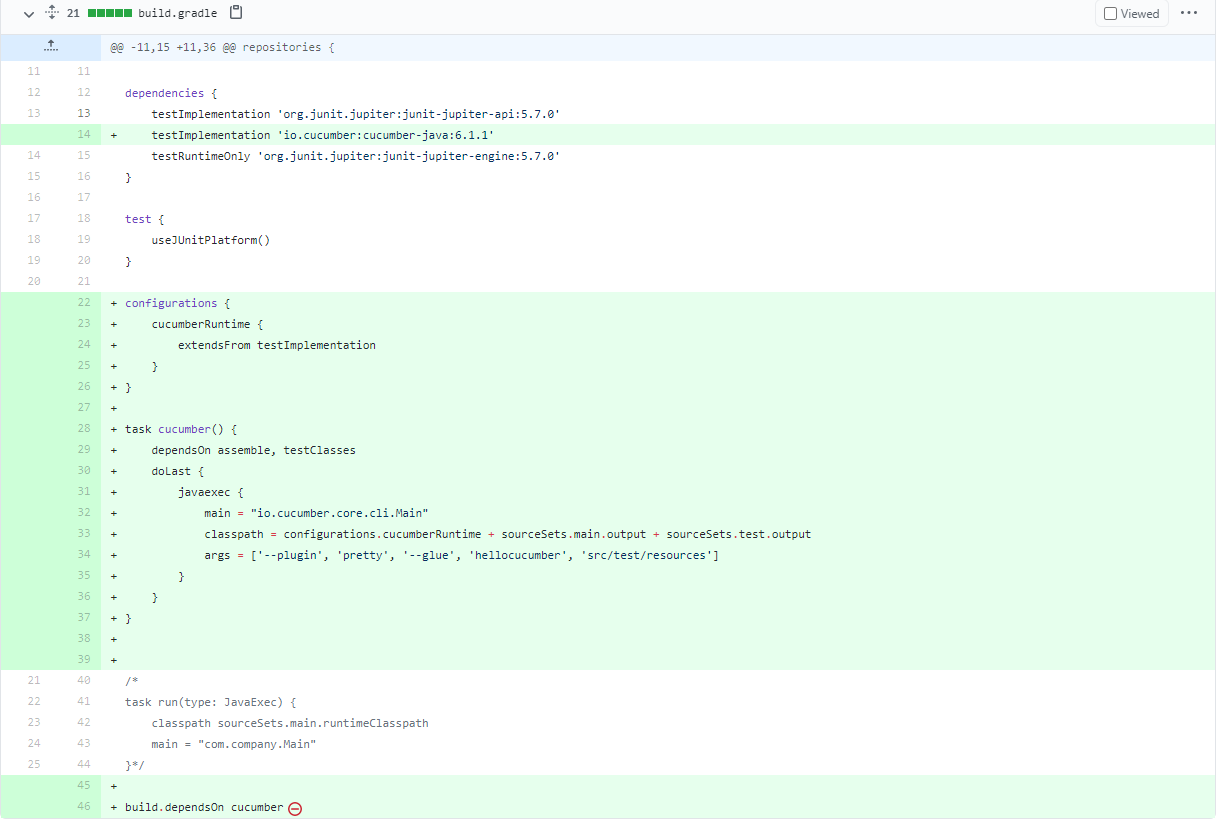 21 build.gradle Viewed
@@ -11,15 +11,36 @@ repositories {
11 11
12 12 dependencies {
13 13 testImplementation 'org.junit.jupiter:junit-jupiter-api:5.7.0'
14 + testImplementation 'io.cucumber:cucumber-java:6.1.1'
14 15 testRuntimeOnly 'org.junit.jupiter:junit-jupiter-engine:5.7.0'
15 16 }
16 17
17 18 test {
18 19 useJUnitPlatform()
19 20 }
20 21
22 + configurations {
23 + cucumberRuntime {
24 + extendsFrom testImplementation
25 + }
26 + }
27 +
28 + task cucumber() {
29 + dependsOn assemble, testClasses
30 + doLast {
31 + javaexec {
32 + main = "io.cucumber.core.cli.Main"
33 + classpath = configurations.cucumberRuntime + sourceSets.main.output + sourceSets.test.output
34 + args = ['--plugin', 'pretty', '--glue', 'hellocucumber', 'src/test/resources']
35 + }
36 + }
37 + }
38 +
39 +
21 40 /*
22 41 task run(type: JavaExec) {
23 42 classpath sourceSets.main.runtimeClasspath
24 43 main = "com.company.Main"
25 44 }*/
45 +
46 + build.dependsOn cucumber